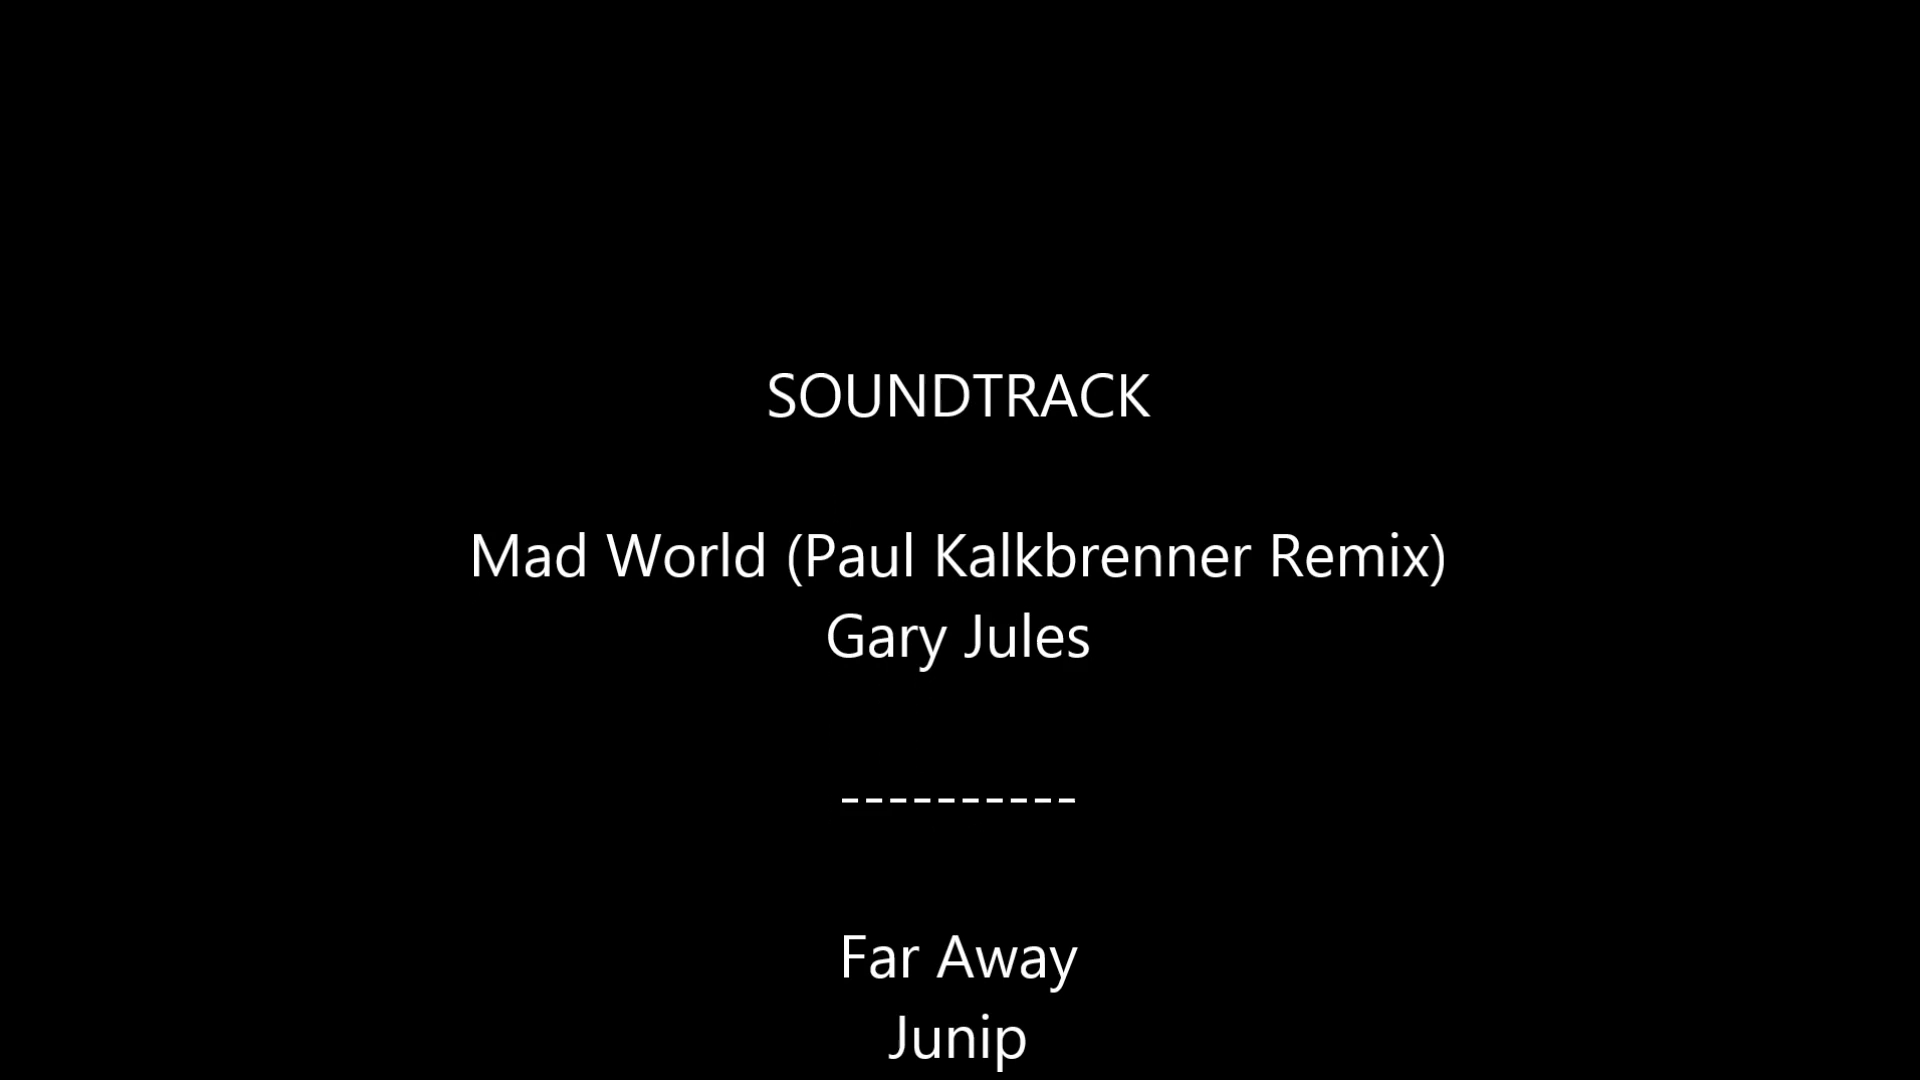 SOUNDTRACK
Mad World (Paul Kalkbrenner Remix)
Gary Jules
----------
Far Away
Junip